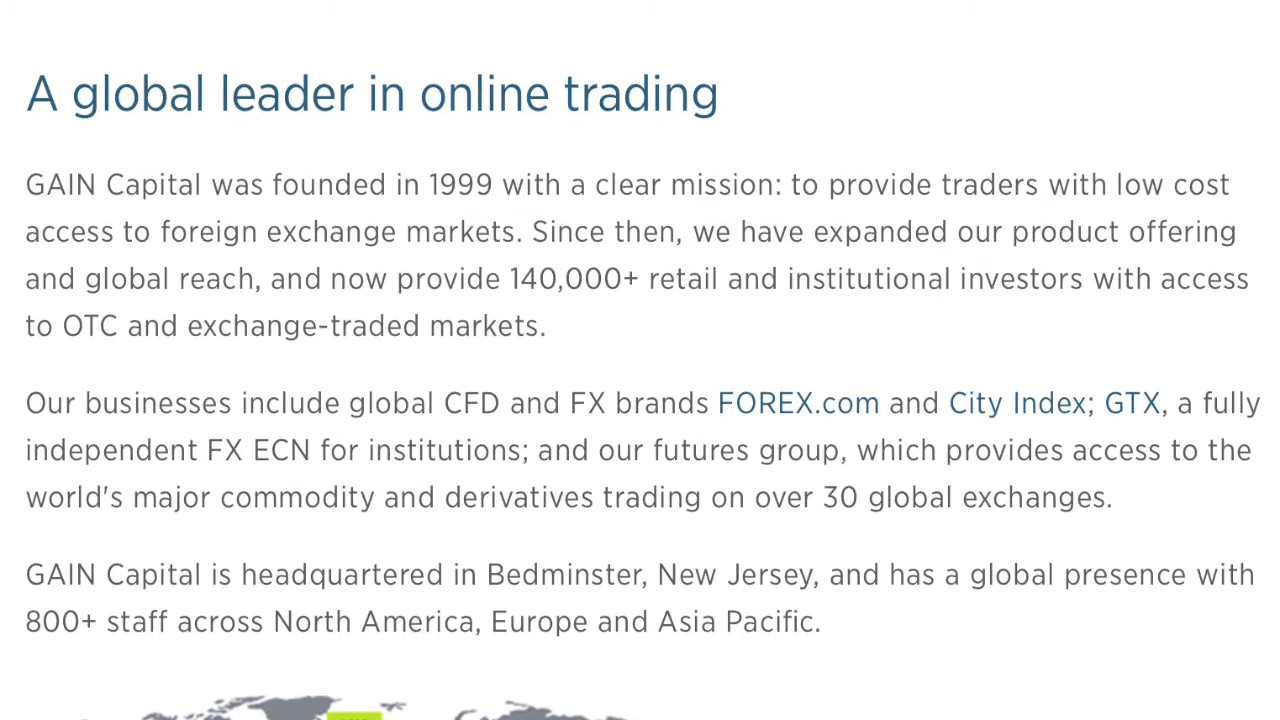 A global leader in online trading
GAIN Capital was founded in 1999 with a clear mission: to provide traders with low cost
access to foreign exchange markets. Since then, we have expanded our product offering
and global reach, and now provide 140,000+ retail and institutional investors with access
to OTC and exchange-traded markets.
Our businesses include global CFD and FX brands FOREX.com and City Index; GTX, a fully
independent FX ECN for institutions; and our futures group, which provides access to the
world's major commodity and derivatives trading on over 30 global exchanges.
GAIN Capital is headquartered in Bedminster, New Jersey, and has a global presence with
800+ staff across North America, Europe and Asia Pacific.